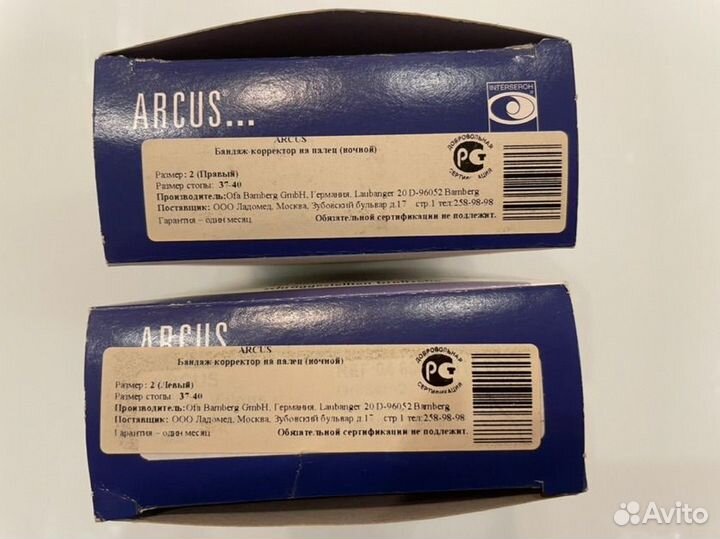 ARCUS®...
INTERSEROH
ARCUS
Бандаж-корректор на палец (ночной)
ДОБРОВОЛЬНАЯ
РСТ
СЕРТИФИКАЦИЯ
Размер: 2 (Правый)
Размер стопы: 37-40
Производитель:Ofa Bamberg GmbH, Германия, Laubanger 20 D-96052 Bamberg
Поставщик: ООО Ладомед, Москва, Зубовский бульвар д.17 стр.1 тел:258-98-98
Гарантия – один месяц. Обязательной сертификации не подлежит.
ARCUS
ARCUS
Бандаж-корректор на палец (ночной)
ДОБРОВОЛЬНАЯ
РСТ
СЕРТИФИКАЦИЯ
Размер: 2 (Левый)
Размер стопы: 37-40
Производитель:Ofa Bamberg GmbH, Германия, Laubanger 20 D-96052 Bamberg
Поставщик: ООО Ладомед, Москва, Зубовский бульвар д.17 стр.1 тел:258-98-98
Гарантия – один месяц. Обязательной сертификации не подлежит.
Avito